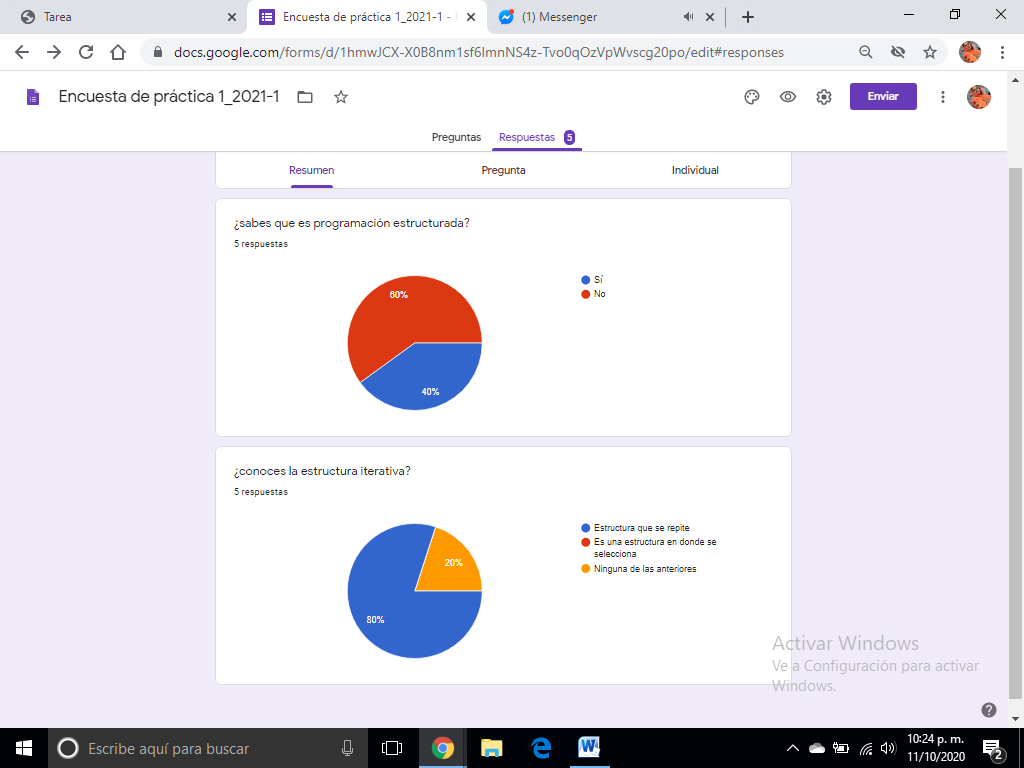 Tarea
Encuesta de práctica 1_2021-1 -
(1) Messenger
docs.google.com/forms/d/1hmwJCX-X0B8nm1sf6lmnNS4z-Tvo0qOzVpWvscg20po/edit#responses
Encuesta de práctica 1_2021-1
Enviar
Preguntas Respuestas 5
Resumen Pregunta Individual
¿sabes que es programación estructurada?
5 respuestas
Sí
No
60%
40%
¿conoces la estructura iterativa?
5 respuestas
Estructura que se repite
Es una estructura en donde se
selecciona
Ninguna de las anteriores
20%
80%
Activar Windows
Ve a Configuración para activar
Windows.
Escribe aquí para buscar
10:24 p. m.
11/10/2020
2